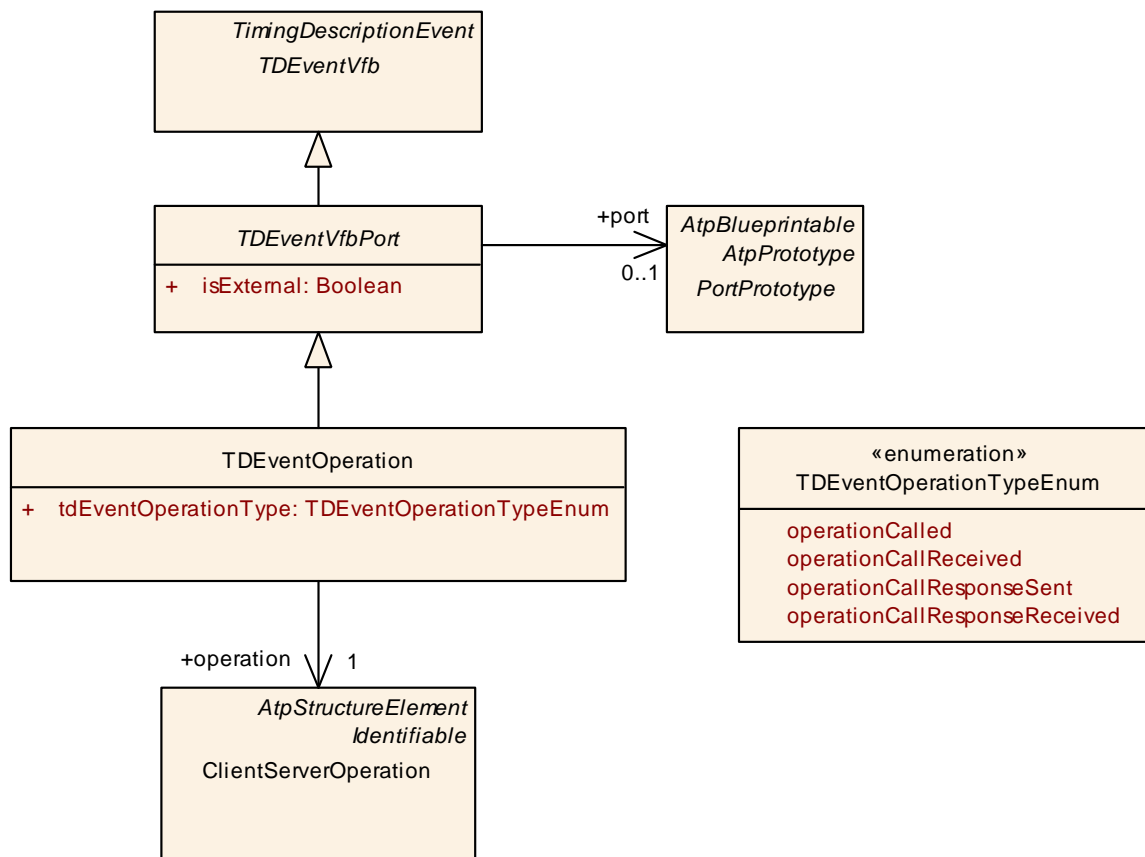 TimingDescriptionEvent
TDEventVfb
TDEventVfbPort
+ isExternal: Boolean
+port
0..1
AtpBlueprintable
AtpPrototype
PortPrototype
TDEventOperation
+ tdEventOperationType: TDEventOperationTypeEnum
«enumeration»
TDEventOperationTypeEnum
operationCalled
operationCallReceived
operationCallResponseSent
operationCallResponseReceived
+operation 1
AtpStructureElement
Identifiable
ClientServerOperation